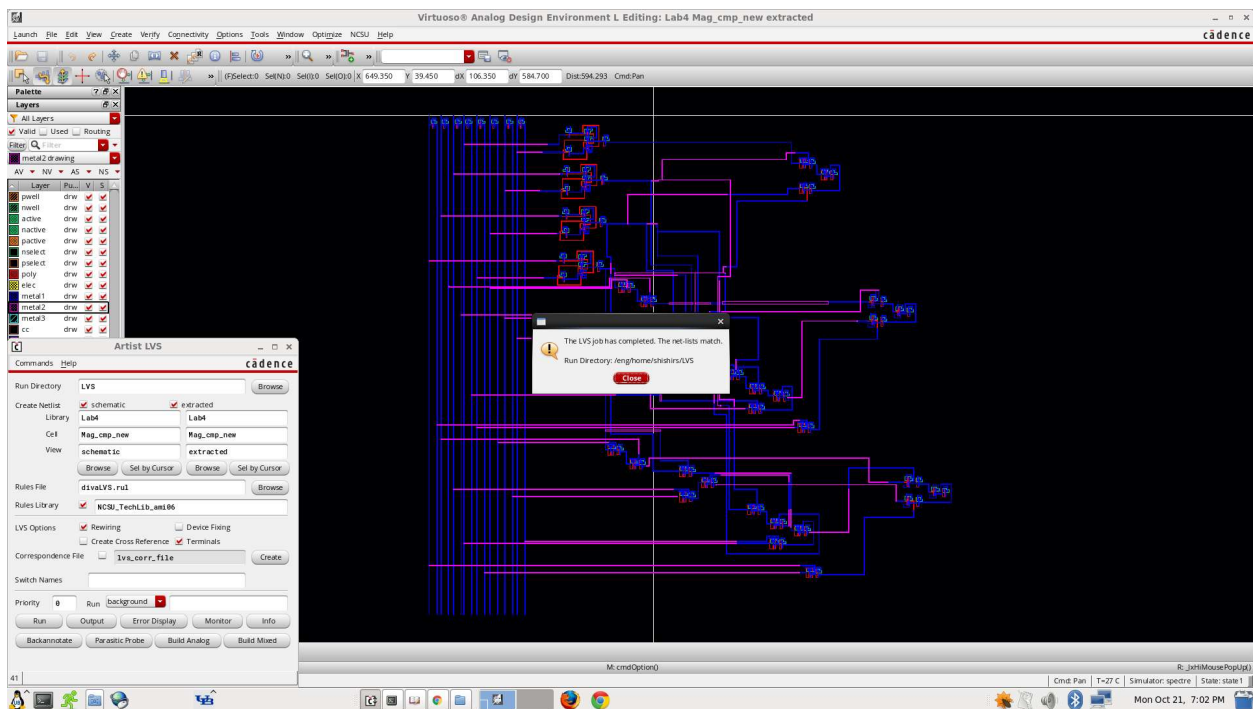 Virtuoso® Analog Design Environment L Editing: Lab4 Mag_cmp_new extracted
Launch File Edit View Create Verify Connectivity Options Tools Window Optimize NCSU Help
cādence
(F)Select:0 Sel(N):0 Sel(I):0 Sel(O):0 X 649.350 Y 39.450 dX 106.350 dY 584.700 Dist:594.293 Cmd:Pan
Palette
Layers
All Layers
Valid Used Routing
Filter Filter
metal2 drawing
AV NV AS NS
Layer Pu... V S
pwell drw
nwell drw
active drw
nactive drw
pactive drw
nselect drw
pselect drw
poly drw
elec drw
metal1 drw
metal2 drw
metal3 drw
cc drw
The LVS job has completed. The net-lists match.
Run Directory: /eng/home/shishirs/LVS
Close
Artist LVS
Commands Help cādence
Run Directory LVS Browse
Create Netlist schematic extracted
Library Lab4 Lab4
Cell Mag_cmp_new Mag_cmp_new
View schematic extracted
Browse Sel by Cursor Browse Sel by Cursor
Rules File divaLVS.rul Browse
Rules Library NCSU_TechLib_ami06
LVS Options Rewiring Device Fixing
Create Cross Reference Terminals
Correspondence File lvs_corr_file Create
Switch Names
Priority 0 Run background
Run Output Error Display Monitor Info
Backannotate Parasitic Probe Build Analog Build Mixed
41
M: cmdOption() R: _lxHiMousePopUp()
Cmd: Pan T=27 C Simulator: spectre State: state1
Mon Oct 21, 7:02 PM